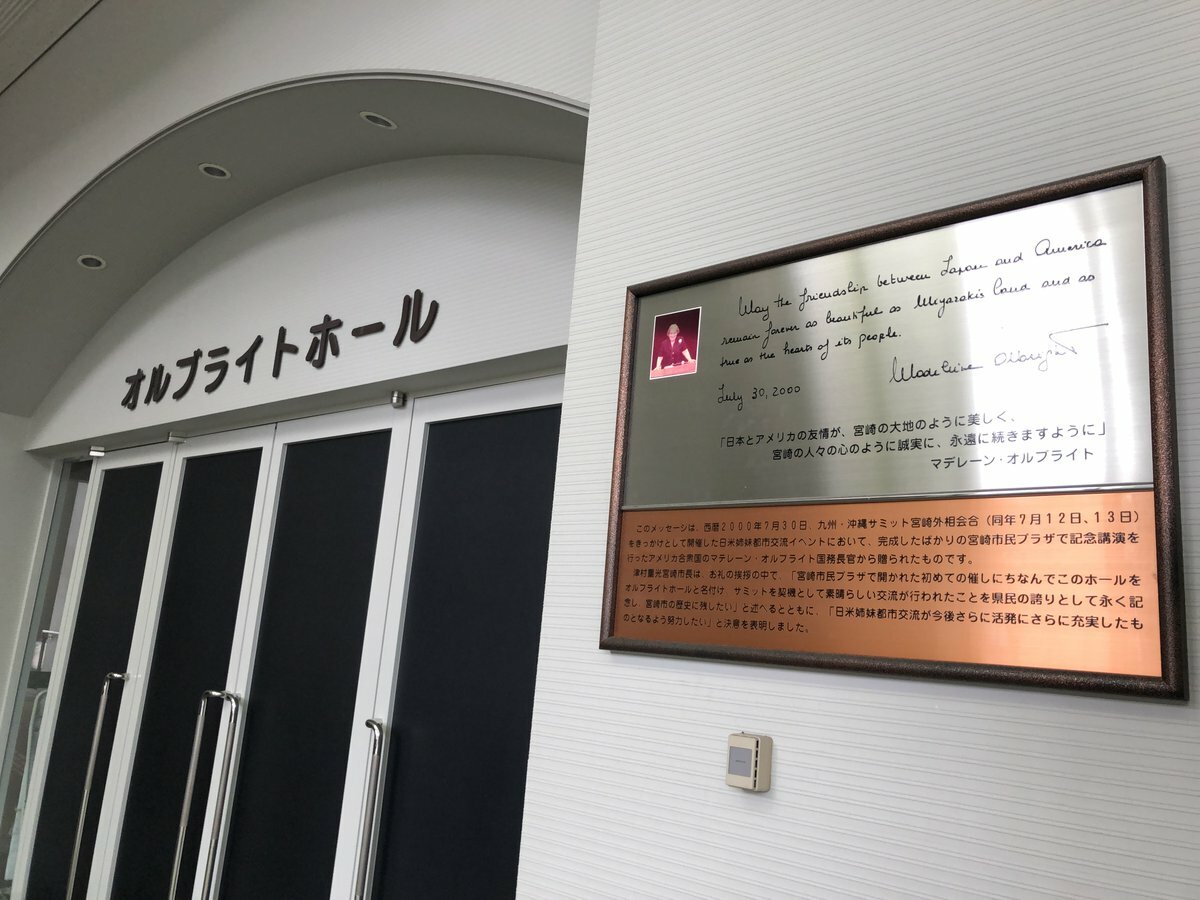 オルブライトホール
May the friendship between Japan and America
remain forever as beautiful as Miyazaki's land and as
true as the hearts of its people.
July 30, 2000
Madeleine Albright
「日本とアメリカの友情が、宮崎の大地のように美しく、
宮崎の人々の心のように誠実に、永遠に続きますように」
マデレーン・オルブライト
このメッセージは、西暦2000年7月30日、九州・沖縄サミット宮崎外相会合（同年7月12日、13日）
をきっかけとして開催した日米姉妹都市交流イベントにおいて、完成したばかりの宮崎市民プラザで記念講演を
行ったアメリカ合衆国のマデレーン・オルブライト国務長官から贈られたものです。
津村重光宮崎市長は、お礼の挨拶の中で、「宮崎市民プラザで開かれた初めての催しにちなんでこのホールを
オルブライトホールと名付け サミットを契機として素晴らしい交流が行われたことを県民の誇りとして永く記
念し 宮崎市の歴史に残したい」と述べるとともに、「日米姉妹都市交流が今後さらに活発にさらに充実したも
のとなるよう努力したい」と決意を表明しました。